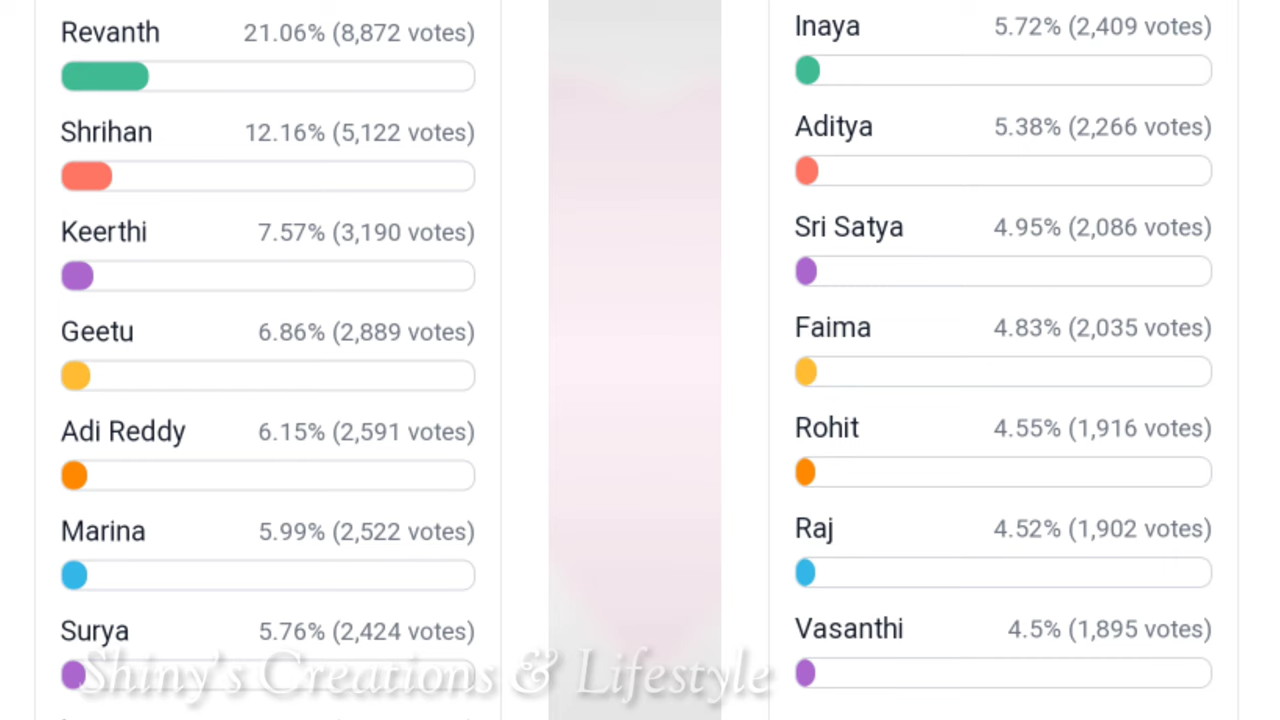 Revanth 21.06% (8,872 votes)
Shrihan 12.16% (5,122 votes)
Keerthi 7.57% (3,190 votes)
Geetu 6.86% (2,889 votes)
Adi Reddy 6.15% (2,591 votes)
Marina 5.99% (2,522 votes)
Surya 5.76% (2,424 votes)
Inaya 5.72% (2,409 votes)
Aditya 5.38% (2,266 votes)
Sri Satya 4.95% (2,086 votes)
Faima 4.83% (2,035 votes)
Rohit 4.55% (1,916 votes)
Raj 4.52% (1,902 votes)
Vasanthi 4.5% (1,895 votes)
Shiny's Creations & Lifestyle